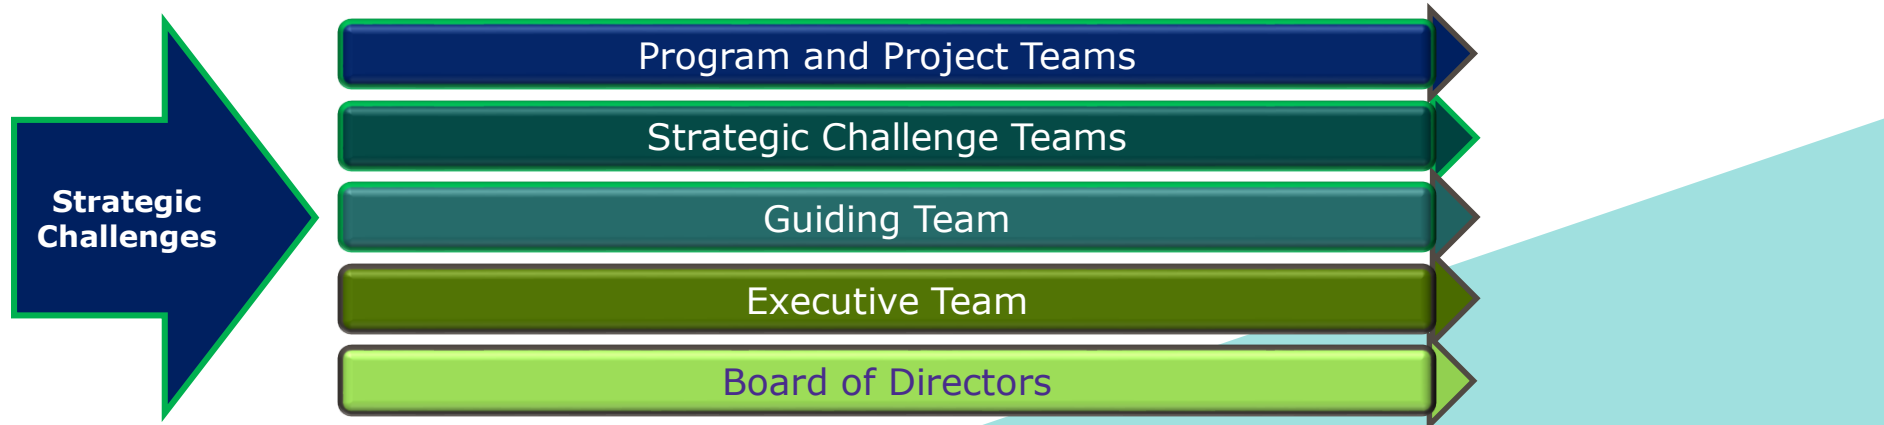 Strategic
Challenges
Program and Project Teams
Strategic Challenge Teams
Guiding Team
Executive Team
Board of Directors